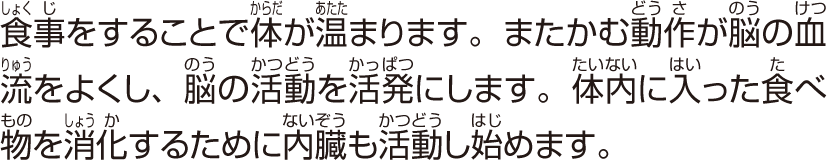 食事をすることで体が温まります。またかむ動作が脳の血
流をよくし、脳の活動を活発にします。体内に入った食べ
物を消化するために内臓も活動し始めます。